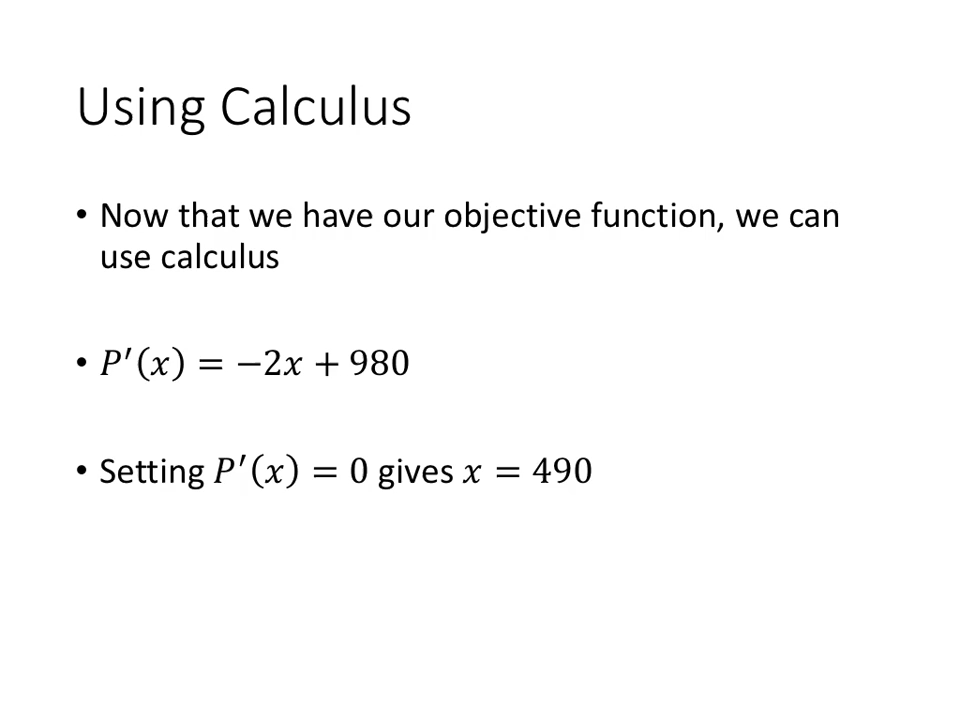 Using Calculus
• Now that we have our objective function, we can
use calculus
• 𝑃′(𝑥) = −2𝑥 + 980
• Setting 𝑃′(𝑥) = 0 gives 𝑥 = 490